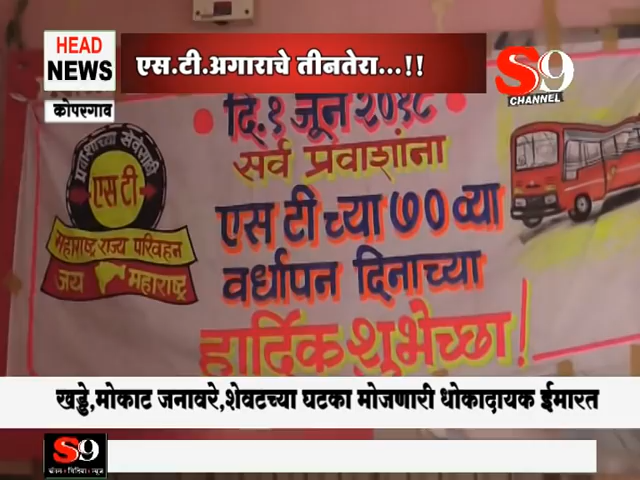 HEAD
NEWS
कोपरगाव
एस.टी.अगाराचे तीनतेरा...!!
S9
CHANNEL
दि.१ जून २०१८
सर्व प्रवाशांना
एस टी च्या ७० व्या
वर्धापन दिनाच्या
हार्दिक शुभेच्छा!
प्रवाशांच्या सेवेसाठी
एस टी
महाराष्ट्र राज्य परिवहन
जय महाराष्ट्र
खड्डे,मोकाट जनावरे,शेवटच्या घटका मोजणारी धोकादायक ईमारत
S9